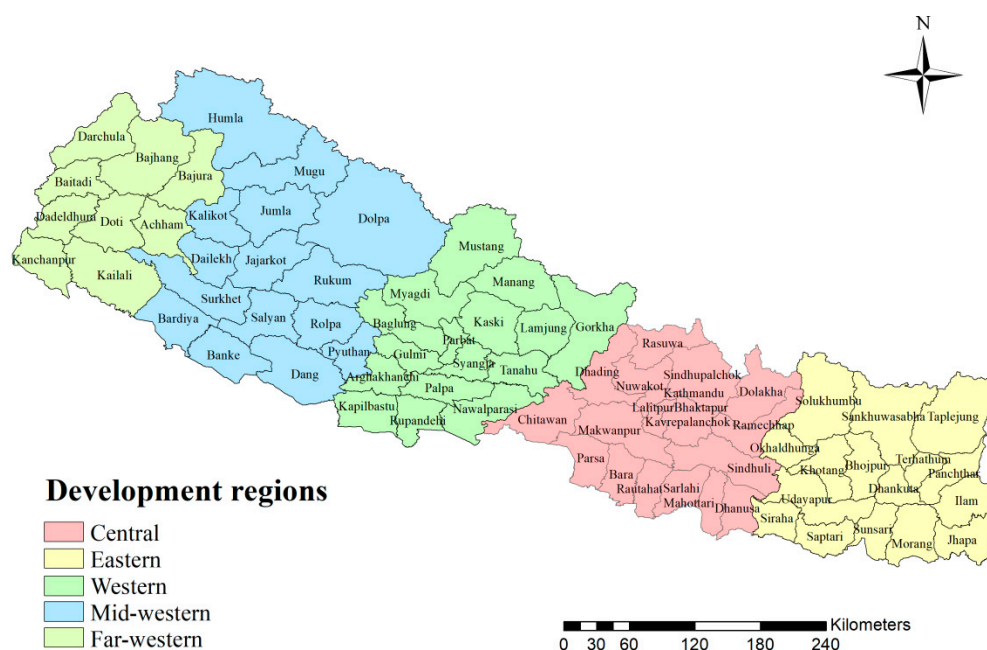 N
Humla
Darchula
Bajhang
Mugu
Bajura
Baitadi
Dolpa
Kalikot
Jumla
Dadeldhura
Doti
Achham
Mustang
Kanchanpur
Dailekh
Jajarkot
Kailali
Rukum
Manang
Myagdi
Surkhet
Bardiya
Salyan
Rolpa
Baglung
Kaski
Lamjung
Gorkha
Parbat
Rasuwa
Banke
Pyuthan
Gulmi
Syangja
Dang
Arghakhanchi
Tanahu
Dhading
Sindhupalchok
Nuwakot
Palpa
Kathmandu
Dolakha
Kapilbastu
Nawalparasi
Lalitpur
Bhaktapur
Solukhumbu
Rupandehi
Chitawan
Kavrepalanchok
Ramechhap
Sankhuwasabha
Taplejung
Makwanpur
Okhaldhunga
Parsa
Sindhuli
Khotang
Bhojpur
Terhathum
Bara
Panchthar
Rautahat
Sarlahi
Dhankuta
Mahottari
Dhanusa
Udayapur
Ilam
Siraha
Saptari
Sunsari
Morang
Jhapa
Development regions
Central
Eastern
Western
Mid-western
Far-western
Kilometers
0 30 60 120 180 240